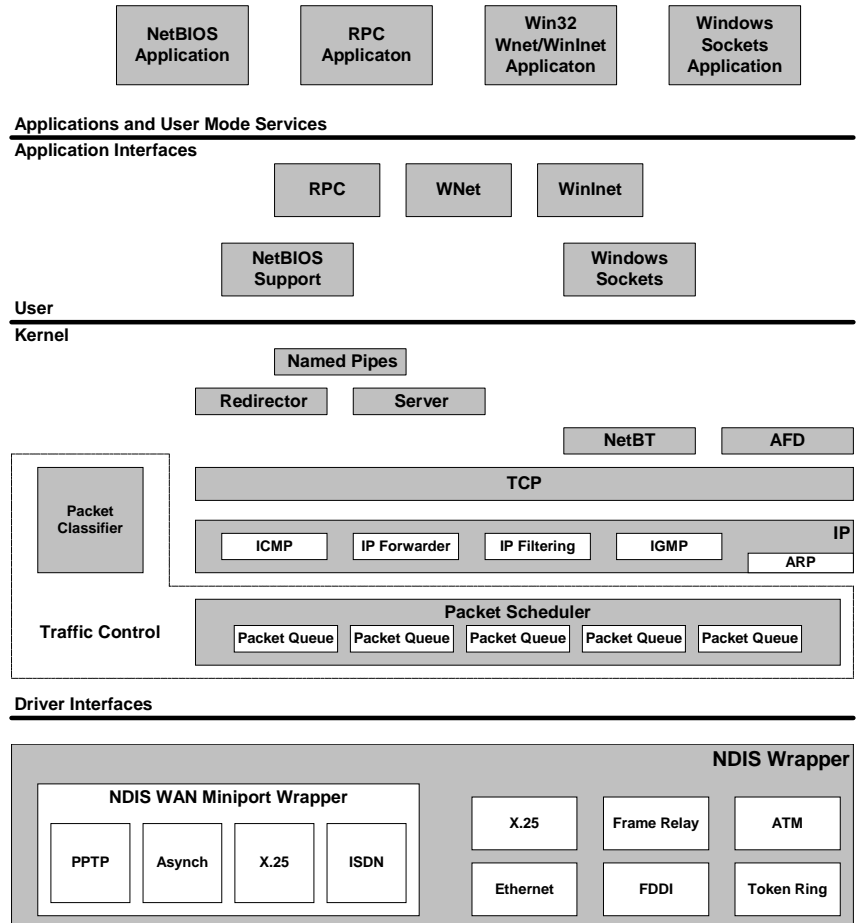 NetBIOS
Application
RPC
Applicaton
Win32
Wnet/WinInet
Applicaton
Windows
Sockets
Application
Applications and User Mode Services
Application Interfaces
RPC
WNet
WinInet
NetBIOS
Support
Windows
Sockets
User
Kernel
Named Pipes
Redirector
Server
NetBT
AFD
TCP
Packet
Classifier
IP
ICMP
IP Forwarder
IP Filtering
IGMP
ARP
Traffic Control
Packet Scheduler
Packet Queue
Packet Queue
Packet Queue
Packet Queue
Packet Queue
Driver Interfaces
NDIS Wrapper
NDIS WAN Miniport Wrapper
PPTP
Asynch
X.25
ISDN
X.25
Frame Relay
ATM
Ethernet
FDDI
Token Ring